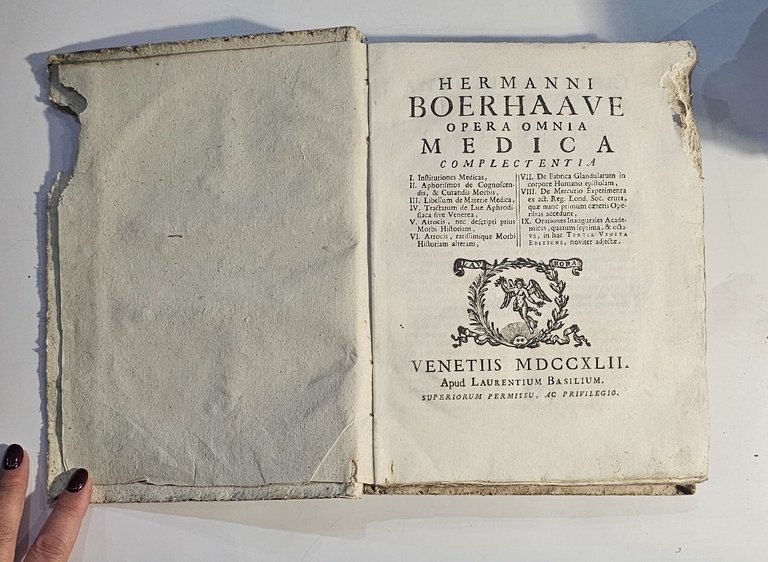 HERMANNI
BOERHAAVE
OPERA OMNIA
MEDICA
COMPLECTENTIA
I. Institutiones Medicas,
II. Aphorismos de Cognoscen-
dis, & Curandis Morbis,
III. Libellum de Materie Medica,
IV. Tractatum de Lue Aphrodi-
siaca sive Venerea,
V. Atrocis, nec descripti prius
Morbi Historiam,
VI. Atrocis, rarissimique Morbi
Historiam alteram,
VII. De Fabrica Glandularum in
corpore Humano epistolam,
VIII. De Mercurio Experimenta
ex act. Reg. Lond. Soc. eruta,
quæ nunc primum cæteris Ope-
ribus accedunt,
IX. Orationes Inaugurales Acade-
micas, quarum septima, & octa-
va, in hac TERTIA VENETA
EDITIONE, noviter adjectæ.
L'AU RORA
VENETIIS MDCCXLII.
Apud LAURENTIUM BASILIUM.
SUPERIORUM PERMISSU, AC PRIVILEGIO.